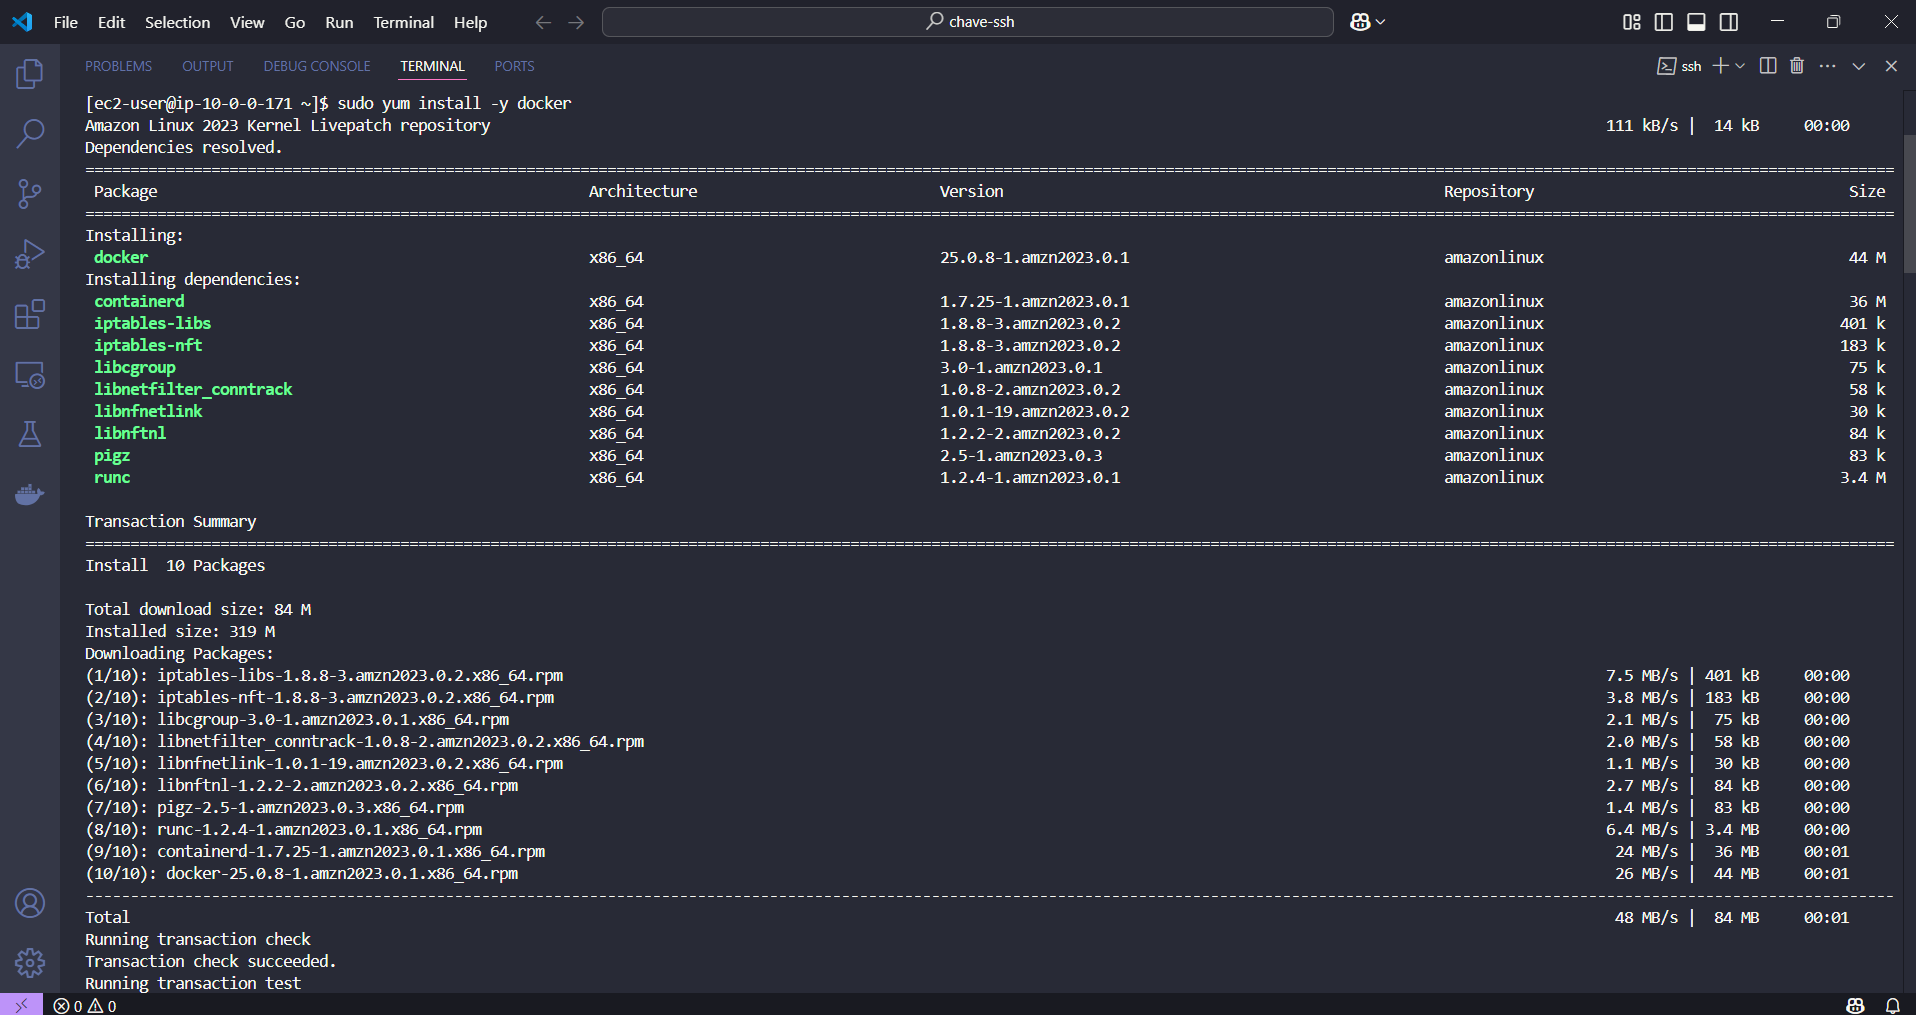 File Edit Selection View Go Run Terminal Help
chave-ssh
PROBLEMS OUTPUT DEBUG CONSOLE TERMINAL PORTS
ssh
[ec2-user@ip-10-0-0-171 ~]$ sudo yum install -y docker
Amazon Linux 2023 Kernel Livepatch repository 111 kB/s | 14 kB 00:00
Dependencies resolved.
================================================================================
Package Architecture Version Repository Size
================================================================================
Installing:
docker x86_64 25.0.8-1.amzn2023.0.1 amazonlinux 44 M
Installing dependencies:
containerd x86_64 1.7.25-1.amzn2023.0.1 amazonlinux 36 M
iptables-libs x86_64 1.8.8-3.amzn2023.0.2 amazonlinux 401 k
iptables-nft x86_64 1.8.8-3.amzn2023.0.2 amazonlinux 183 k
libcgroup x86_64 3.0-1.amzn2023.0.1 amazonlinux 75 k
libnetfilter_conntrack x86_64 1.0.8-2.amzn2023.0.2 amazonlinux 58 k
libnfnetlink x86_64 1.0.1-19.amzn2023.0.2 amazonlinux 30 k
libnftnl x86_64 1.2.2-2.amzn2023.0.2 amazonlinux 84 k
pigz x86_64 2.5-1.amzn2023.0.3 amazonlinux 83 k
runc x86_64 1.2.4-1.amzn2023.0.1 amazonlinux 3.4 M
Transaction Summary
================================================================================
Install 10 Packages
Total download size: 84 M
Installed size: 319 M
Downloading Packages:
(1/10): iptables-libs-1.8.8-3.amzn2023.0.2.x86_64.rpm 7.5 MB/s | 401 kB 00:00
(2/10): iptables-nft-1.8.8-3.amzn2023.0.2.x86_64.rpm 3.8 MB/s | 183 kB 00:00
(3/10): libcgroup-3.0-1.amzn2023.0.1.x86_64.rpm 2.1 MB/s | 75 kB 00:00
(4/10): libnetfilter_conntrack-1.0.8-2.amzn2023.0.2.x86_64.rpm 2.0 MB/s | 58 kB 00:00
(5/10): libnfnetlink-1.0.1-19.amzn2023.0.2.x86_64.rpm 1.1 MB/s | 30 kB 00:00
(6/10): libnftnl-1.2.2-2.amzn2023.0.2.x86_64.rpm 2.7 MB/s | 84 kB 00:00
(7/10): pigz-2.5-1.amzn2023.0.3.x86_64.rpm 1.4 MB/s | 83 kB 00:00
(8/10): runc-1.2.4-1.amzn2023.0.1.x86_64.rpm 6.4 MB/s | 3.4 MB 00:00
(9/10): containerd-1.7.25-1.amzn2023.0.1.x86_64.rpm 24 MB/s | 36 MB 00:01
(10/10): docker-25.0.8-1.amzn2023.0.1.x86_64.rpm 26 MB/s | 44 MB 00:01
--------------------------------------------------------------------------------
Total 48 MB/s | 84 MB 00:01
Running transaction check
Transaction check succeeded.
Running transaction test
0 0